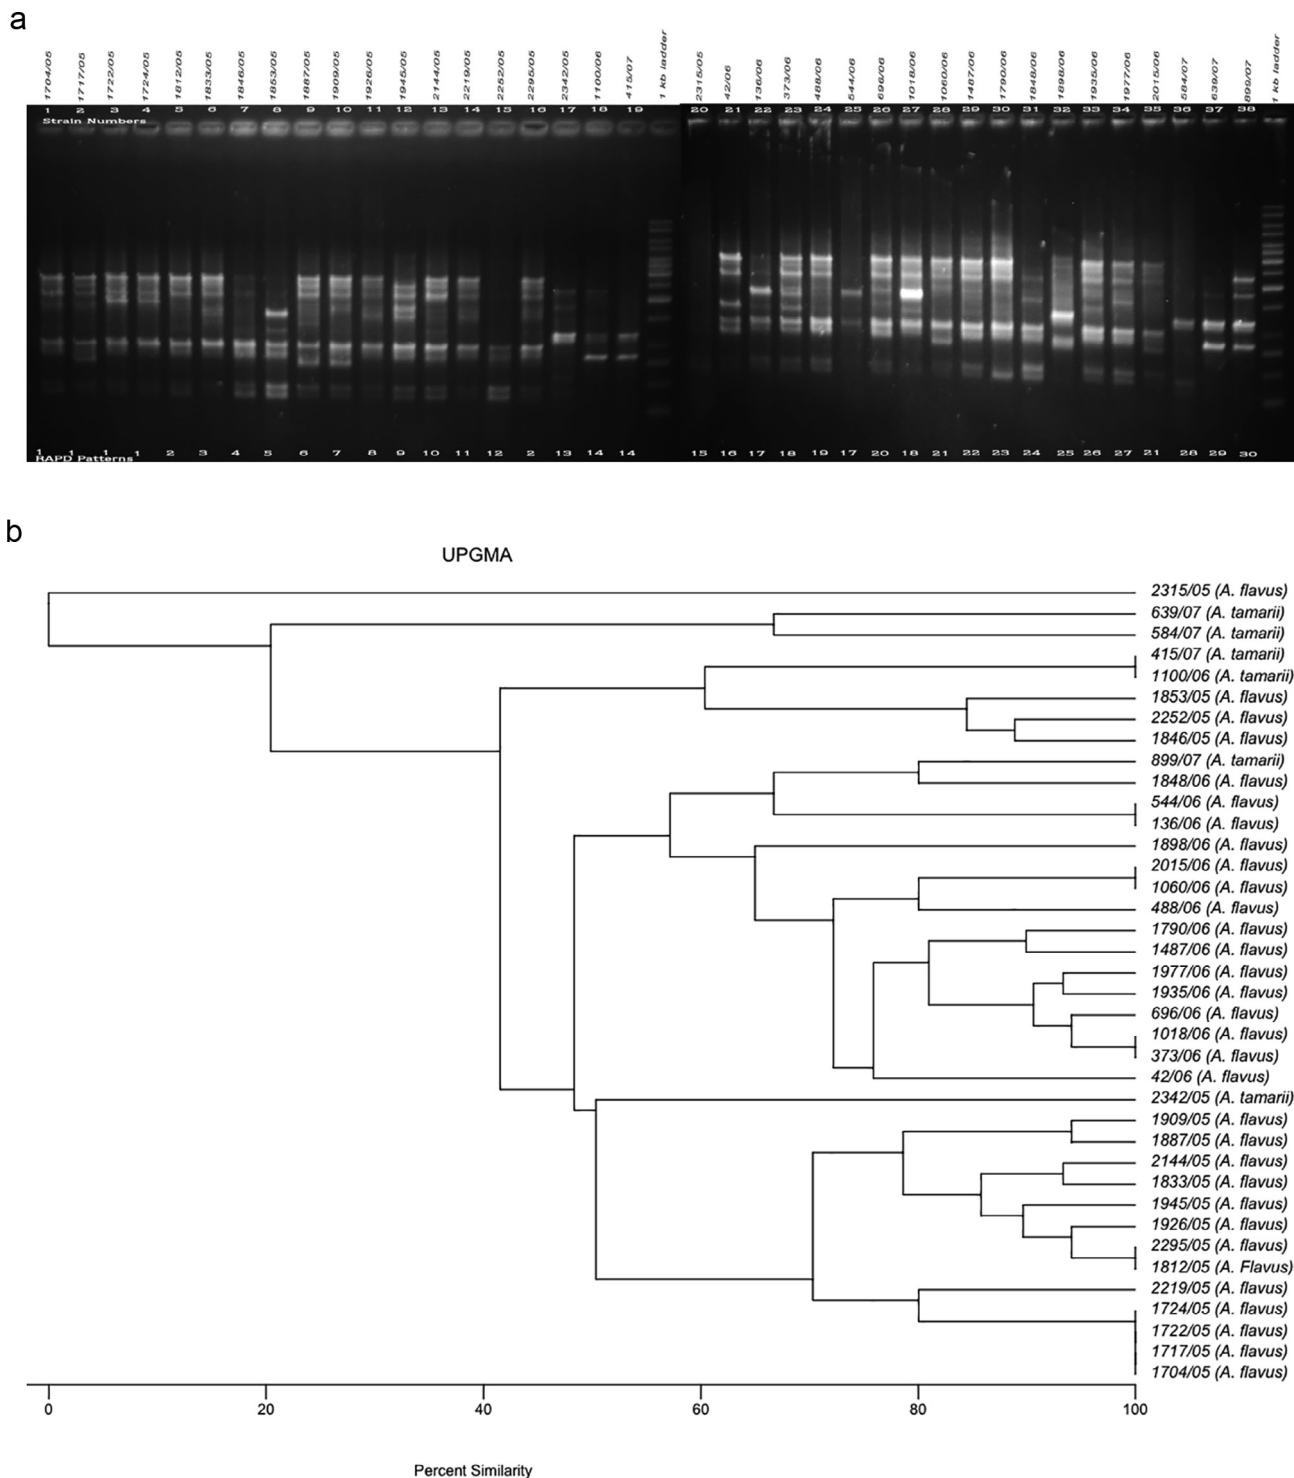 a
1704/05 1717/05 1722/05 1724/05 1812/05 1833/05 1846/05 1853/05 1887/05 1909/05 1926/05 1945/05 2144/05 2219/05 2252/05 2295/05 2342/05 1100/06 415/07 1 kb ladder 2315/05 42/06 136/06 373/06 488/06 544/06 696/06 1018/06 1060/06 1487/06 1790/06 1848/06 1898/06 1935/06 1977/06 2015/06 584/07 639/07 899/07 1 kb ladder
1 2 3 4 5 6 7 8 9 10 11 12 13 14 15 16 17 18 19 20 21 22 23 24 25 26 27 28 29 30 31 32 33 34 35 36 37 38
Strain Numbers
1 1 1 1 2 3 4 5 6 7 8 9 10 11 12 2 13 14 14 15 16 17 18 19 17 20 18 21 22 23 24 25 26 27 21 28 29 30
RAPD Patterns
b
UPGMA
2315/05 (A. flavus)
639/07 (A. tamarii)
584/07 (A. tamarii)
415/07 (A. tamarii)
1100/06 (A. tamarii)
1853/05 (A. flavus)
2252/05 (A. flavus)
1846/05 (A. flavus)
899/07 (A. tamarii)
1848/06 (A. flavus)
544/06 (A. flavus)
136/06 (A. flavus)
1898/06 (A. flavus)
2015/06 (A. flavus)
1060/06 (A. flavus)
488/06 (A. flavus)
1790/06 (A. flavus)
1487/06 (A. flavus)
1977/06 (A. flavus)
1935/06 (A. flavus)
696/06 (A. flavus)
1018/06 (A. flavus)
373/06 (A. flavus)
42/06 (A. flavus)
2342/05 (A. tamarii)
1909/05 (A. flavus)
1887/05 (A. flavus)
2144/05 (A. flavus)
1833/05 (A. flavus)
1945/05 (A. flavus)
1926/05 (A. flavus)
2295/05 (A. flavus)
1812/05 (A. Flavus)
2219/05 (A. flavus)
1724/05 (A. flavus)
1722/05 (A. flavus)
1717/05 (A. flavus)
1704/05 (A. flavus)
0 20 40 60 80 100
Percent Similarity